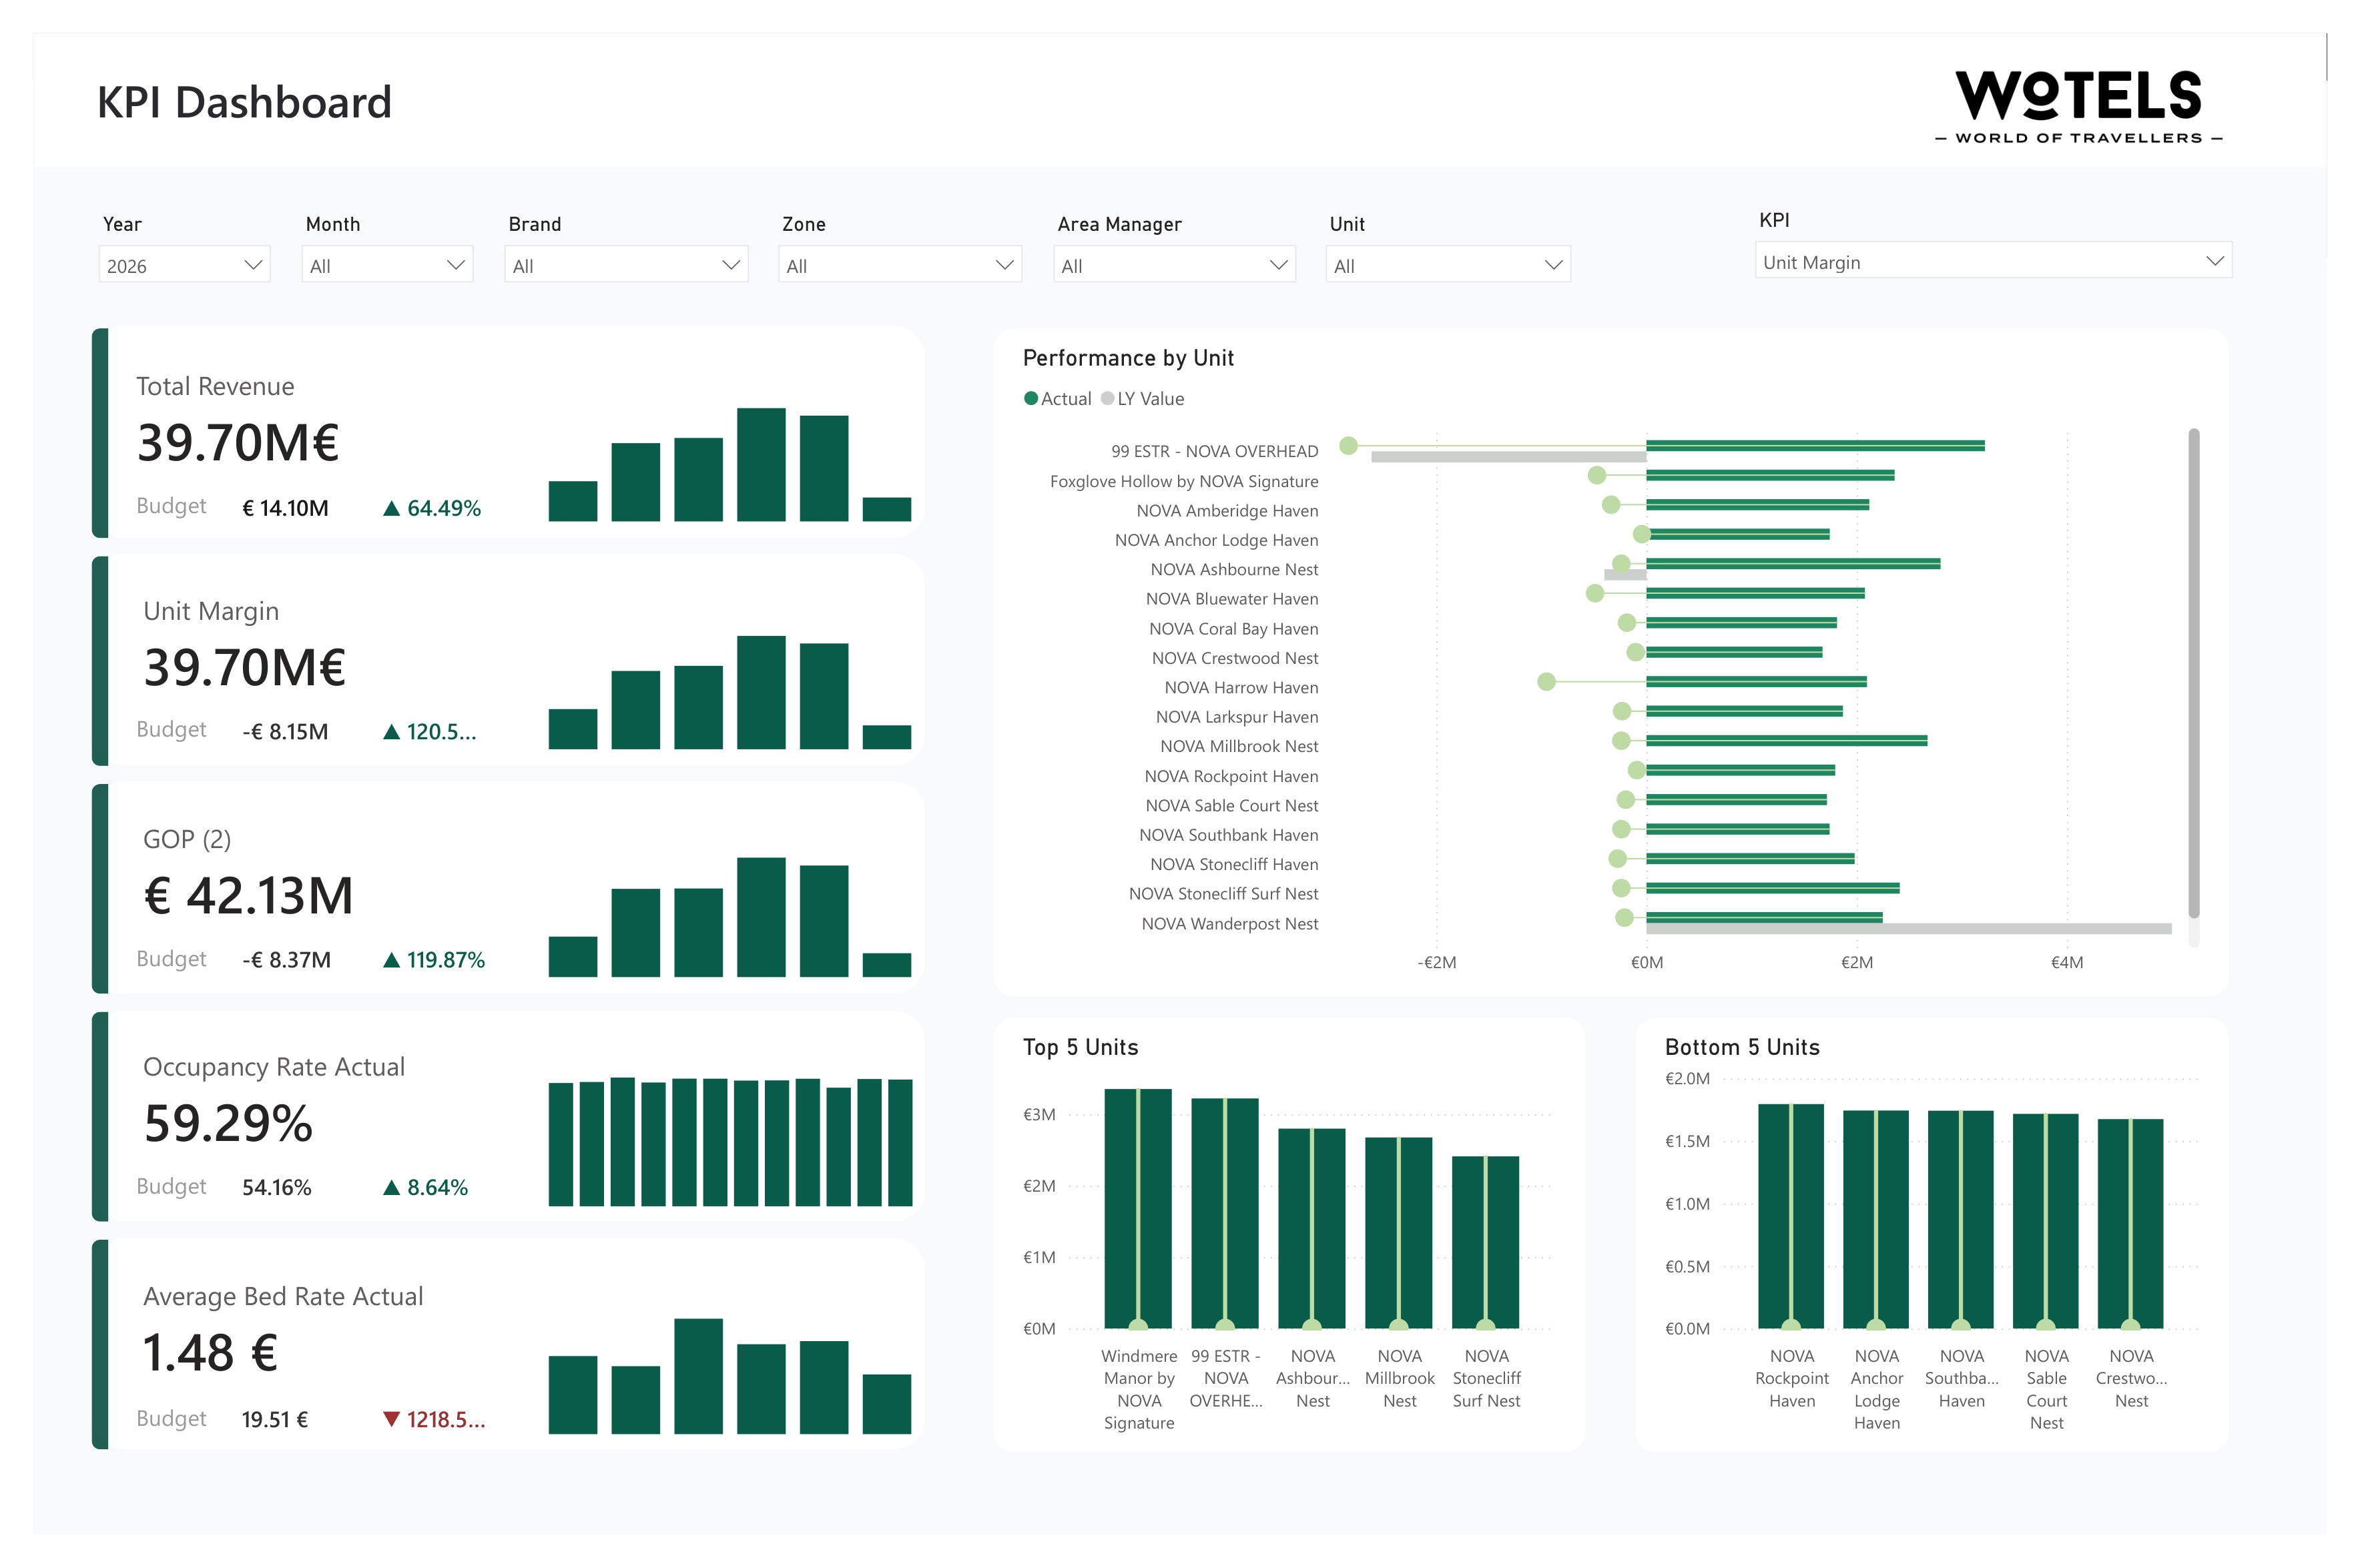 KPI Dashboard
WOTELS
— WORLD OF TRAVELLERS —
Year
2026
Month
All
Brand
All
Zone
All
Area Manager
All
Unit
All
KPI
Unit Margin
Total Revenue
39.70M€
Budget € 14.10M ▲ 64.49%
Unit Margin
39.70M€
Budget -€ 8.15M ▲ 120.5...
GOP (2)
€ 42.13M
Budget -€ 8.37M ▲ 119.87%
Occupancy Rate Actual
59.29%
Budget 54.16% ▲ 8.64%
Average Bed Rate Actual
1.48 €
Budget 19.51 € ▼ 1218.5...
Performance by Unit
Actual LY Value
99 ESTR - NOVA OVERHEAD
Foxglove Hollow by NOVA Signature
NOVA Amberidge Haven
NOVA Anchor Lodge Haven
NOVA Ashbourne Nest
NOVA Bluewater Haven
NOVA Coral Bay Haven
NOVA Crestwood Nest
NOVA Harrow Haven
NOVA Larkspur Haven
NOVA Millbrook Nest
NOVA Rockpoint Haven
NOVA Sable Court Nest
NOVA Southbank Haven
NOVA Stonecliff Haven
NOVA Stonecliff Surf Nest
NOVA Wanderpost Nest
-€2M €0M €2M €4M
Top 5 Units
€3M
€2M
€1M
€0M
Windmere
Manor by
NOVA
Signature
99 ESTR -
NOVA
OVERHE...
NOVA
Ashbour...
Nest
NOVA
Millbrook
Nest
NOVA
Stonecliff
Surf Nest
Bottom 5 Units
€2.0M
€1.5M
€1.0M
€0.5M
€0.0M
NOVA
Rockpoint
Haven
NOVA
Anchor
Lodge
Haven
NOVA
Southba...
Haven
NOVA
Sable
Court
Nest
NOVA
Crestwo...
Nest